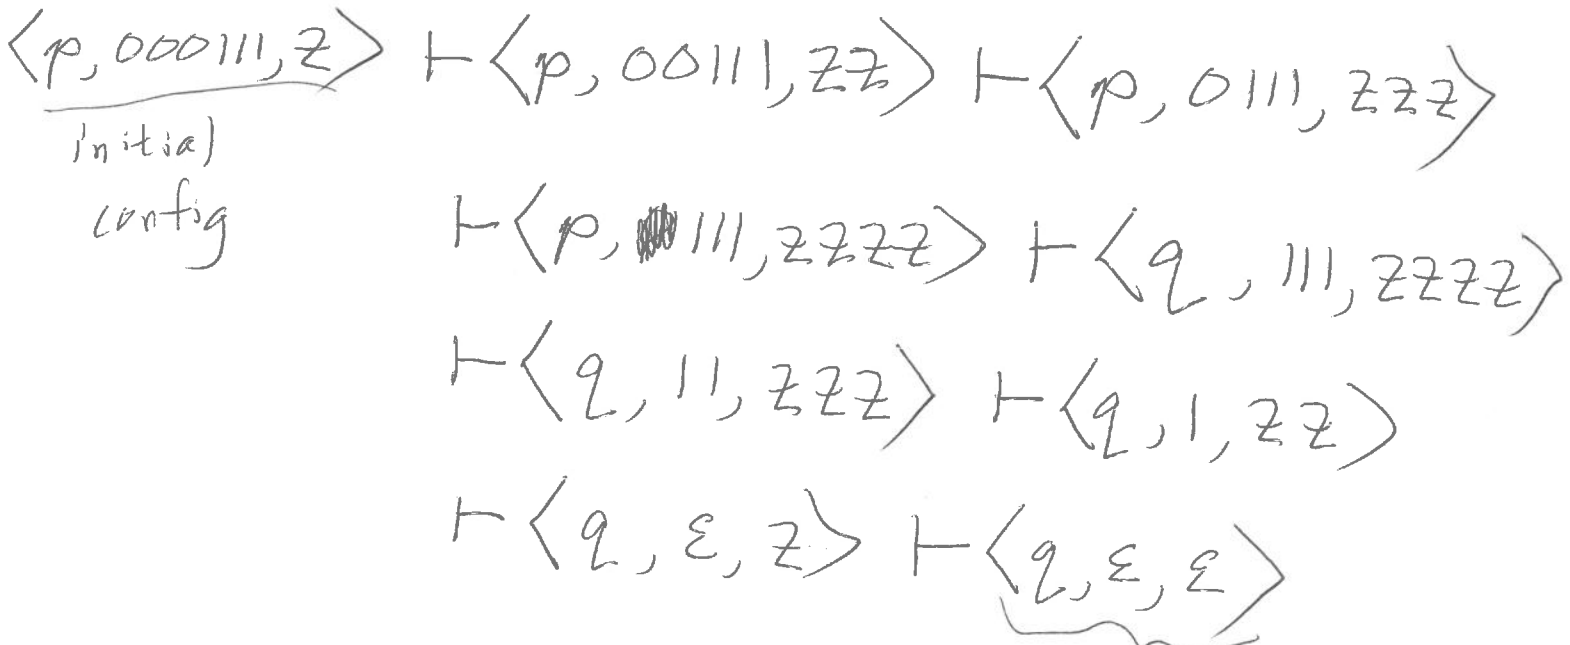 ⟨p, 000111, z⟩ ⊢ ⟨p, 00111, zz⟩ ⊢ ⟨p, 0111, zzz⟩
initial
config
⊢ ⟨p, 111, zzzz⟩ ⊢ ⟨q, 111, zzzz⟩
⊢ ⟨q, 11, zzz⟩ ⊢ ⟨q, 1, zz⟩
⊢ ⟨q, ε, z⟩ ⊢ ⟨q, ε, ε⟩